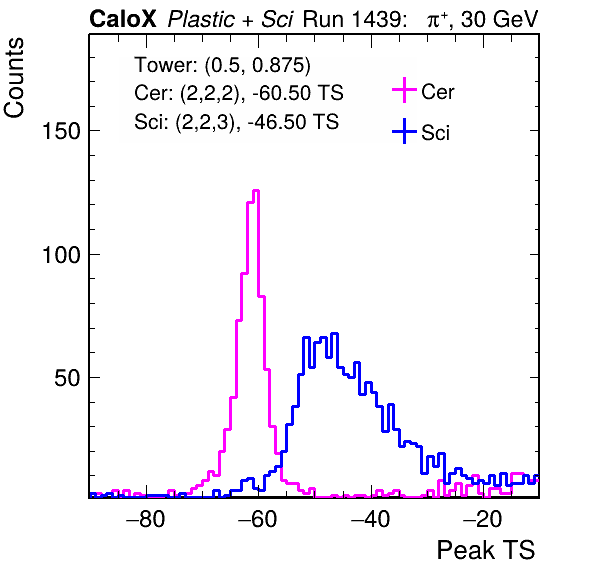 CaloX Plastic + Sci Run 1439: π+, 30 GeV
Counts
Tower: (0.5, 0.875)
Cer: (2,2,2), -60.50 TS
Sci: (2,2,3), -46.50 TS
Cer
Sci
150
100
50
−80 −60 −40 −20
Peak TS